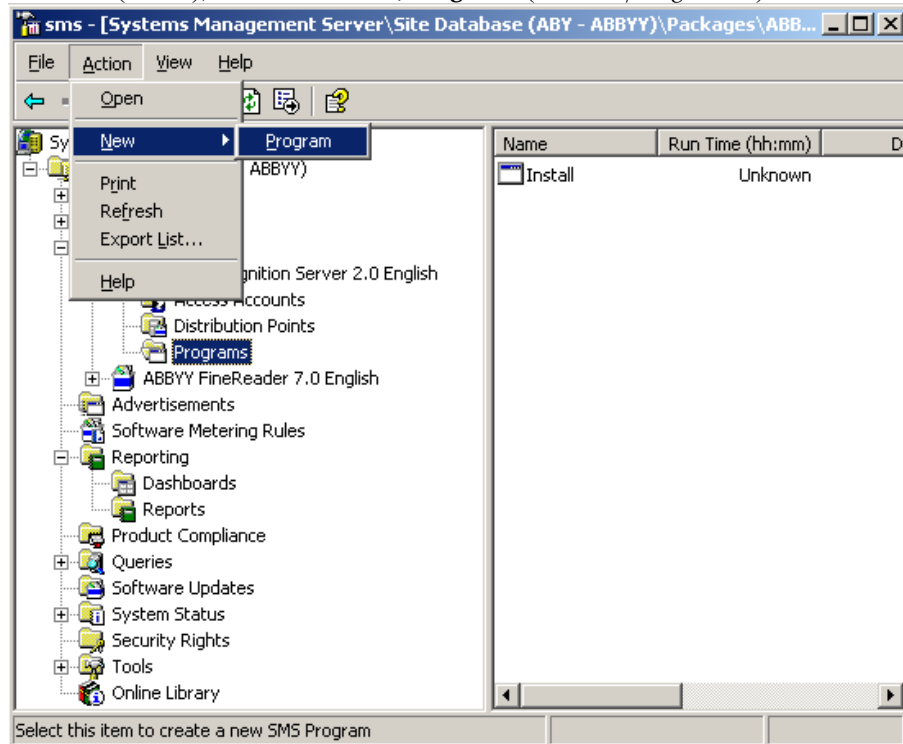 sms - [Systems Management Server\Site Database (ABY - ABBYY)\Packages\ABB...
File Action View Help
Open
New
Program
Print
Refresh
Export List...
Help
Sy
ABBYY)
gnition Server 2.0 English
Access Accounts
Distribution Points
Programs
ABBYY FineReader 7.0 English
Advertisements
Software Metering Rules
Reporting
Dashboards
Reports
Product Compliance
Queries
Software Updates
System Status
Security Rights
Tools
Online Library
Name Run Time (hh:mm) D
Install Unknown
Select this item to create a new SMS Program